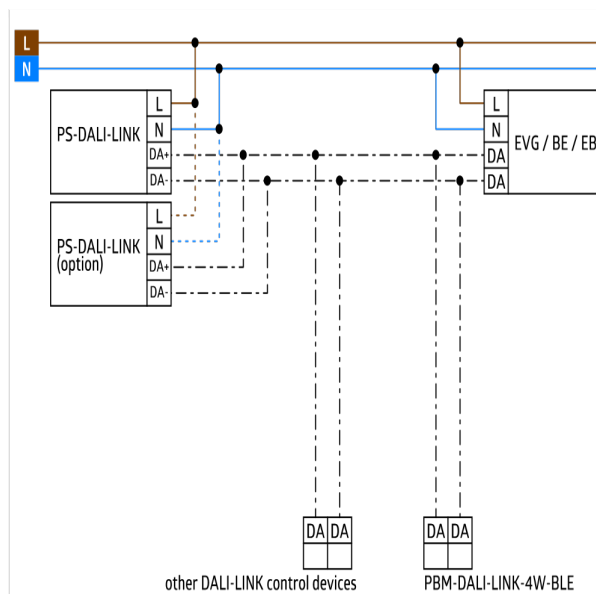 L
N
PS-DALI-LINK
L
N
DA+
DA-
EVG / BE / EB
L
N
DA
DA
PS-DALI-LINK
(option)
L
N
DA+
DA-
DA DA
DA DA
other DALI-LINK control devices
PBM-DALI-LINK-4W-BLE